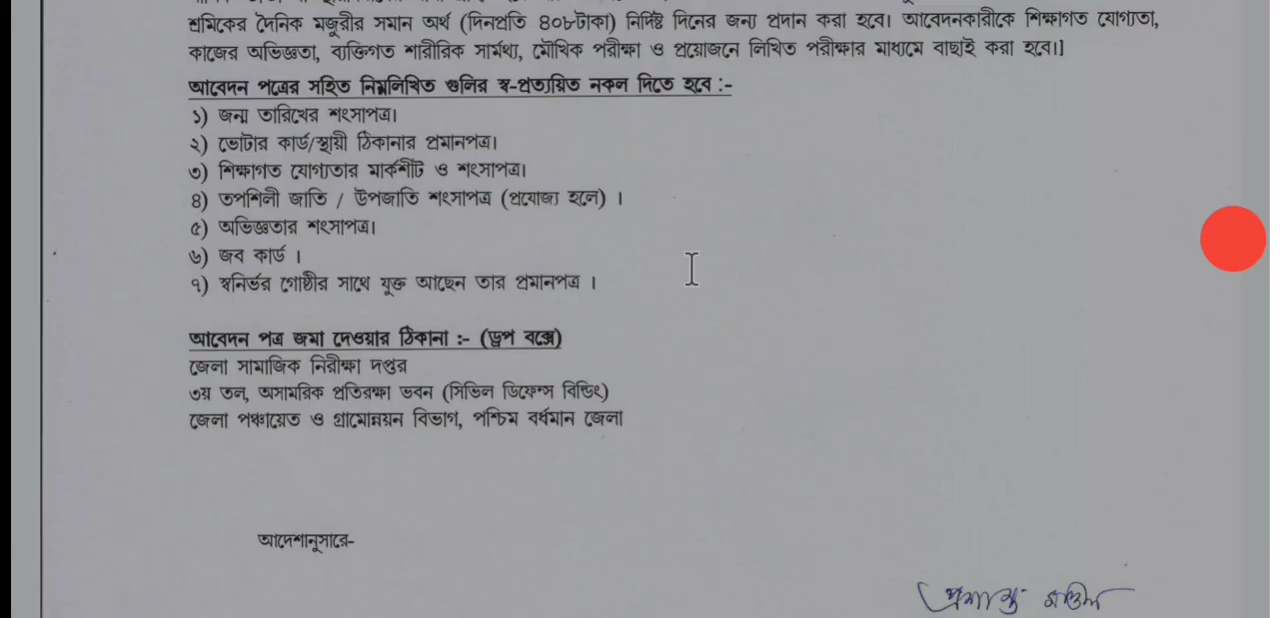 শ্রমিকের দৈনিক মজুরীর সমান অর্থ (দিনপ্রতি ৪০৮টাকা) নির্দিষ্ট দিনের জন্য প্রদান করা হবে। আবেদনকারীকে শিক্ষাগত যোগ্যতা,
কাজের অভিজ্ঞতা, ব্যক্তিগত শারীরিক সার্মথ্য, মৌখিক পরীক্ষা ও প্রয়োজনে লিখিত পরীক্ষার মাধ্যমে বাছাই করা হবে।]
আবেদন পত্রের সহিত নিম্নলিখিত গুলির স্ব-প্রত্যয়িত নকল দিতে হবে :-
১) জন্ম তারিখের শংসাপত্র।
২) ভোটার কার্ড/স্থায়ী ঠিকানার প্রমানপত্র।
৩) শিক্ষাগত যোগ্যতার মার্কশীট ও শংসাপত্র।
৪) তপশিলী জাতি / উপজাতি শংসাপত্র (প্রযোজ্য হলে) ।
৫) অভিজ্ঞতার শংসাপত্র।
৬) জব কার্ড ।
৭) স্বনির্ভর গোষ্ঠীর সাথে যুক্ত আছেন তার প্রমানপত্র ।
আবেদন পত্র জমা দেওয়ার ঠিকানা :- (ড্রপ বক্সে)
জেলা সামাজিক নিরীক্ষা দপ্তর
৩য় তল, অসামরিক প্রতিরক্ষা ভবন (সিভিল ডিফেন্স বিল্ডিং)
জেলা পঞ্চায়েত ও গ্রামোন্নয়ন বিভাগ, পশ্চিম বর্ধমান জেলা
আদেশানুসারে-